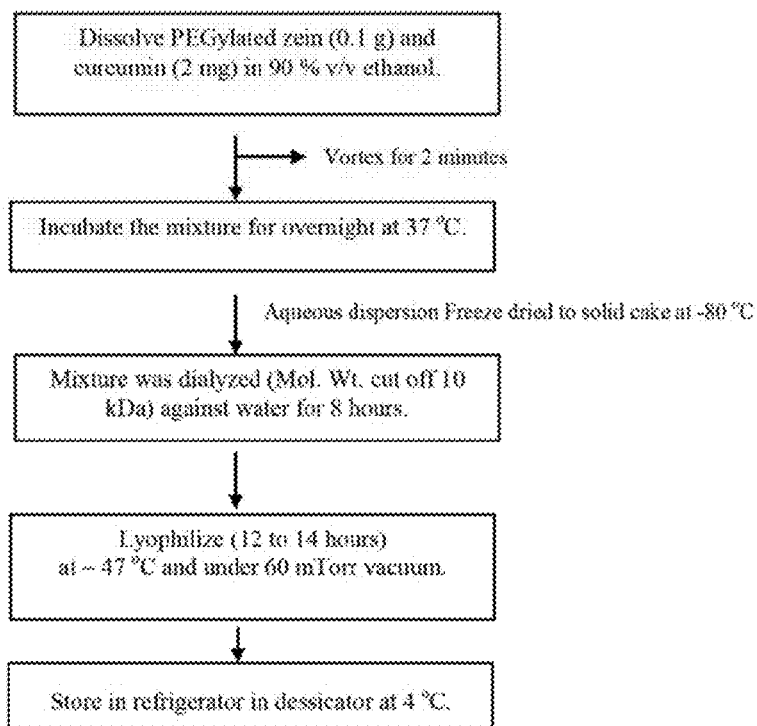 Dissolve PEGylated zein (0.1 g) and
curcumin (2 mg) in 90 % v/v ethanol.
Vortex for 2 minutes
Incubate the mixture for overnight at 37 °C.
Aqueous dispersion Freeze dried to solid cake at -80 °C
Mixture was dialyzed (Mol. Wt. cut off 10
kDa) against water for 8 hours.
Lyophilize (12 to 14 hours)
at – 47 °C and under 60 mTorr vacuum.
Store in refrigerator in dessicator at 4 °C.